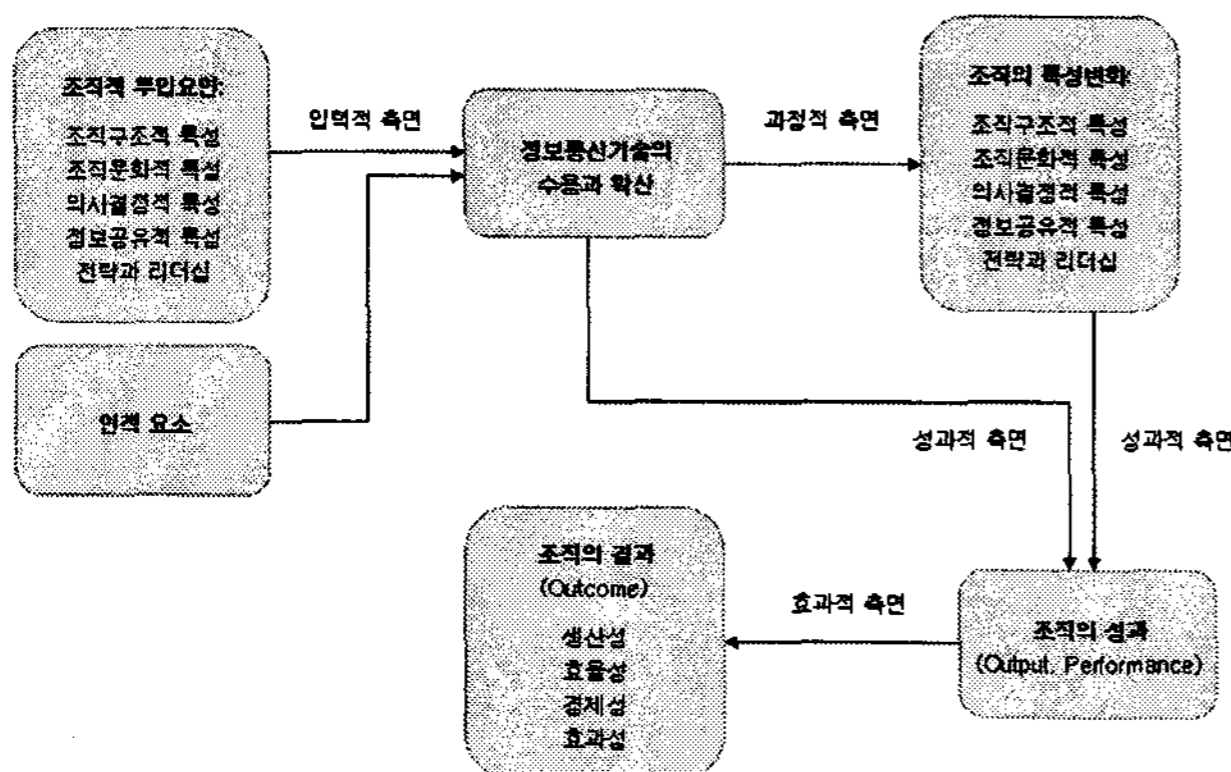 조직적 투입요인:
조직구조적 특성
조직문화적 특성
의사결정적 특성
정보공유적 특성
전략과 리더십
인적 요소
입력적 측면
정보통신기술의
수용과 확산
과정적 측면
조직의 특성변화:
조직구조적 특성
조직문화적 특성
의사결정적 특성
정보공유적 특성
전략과 리더십
성과적 측면
성과적 측면
조직의 성과
(Output, Performance)
효과적 측면
조직의 결과
(Outcome)
생산성
효율성
경제성
효과성